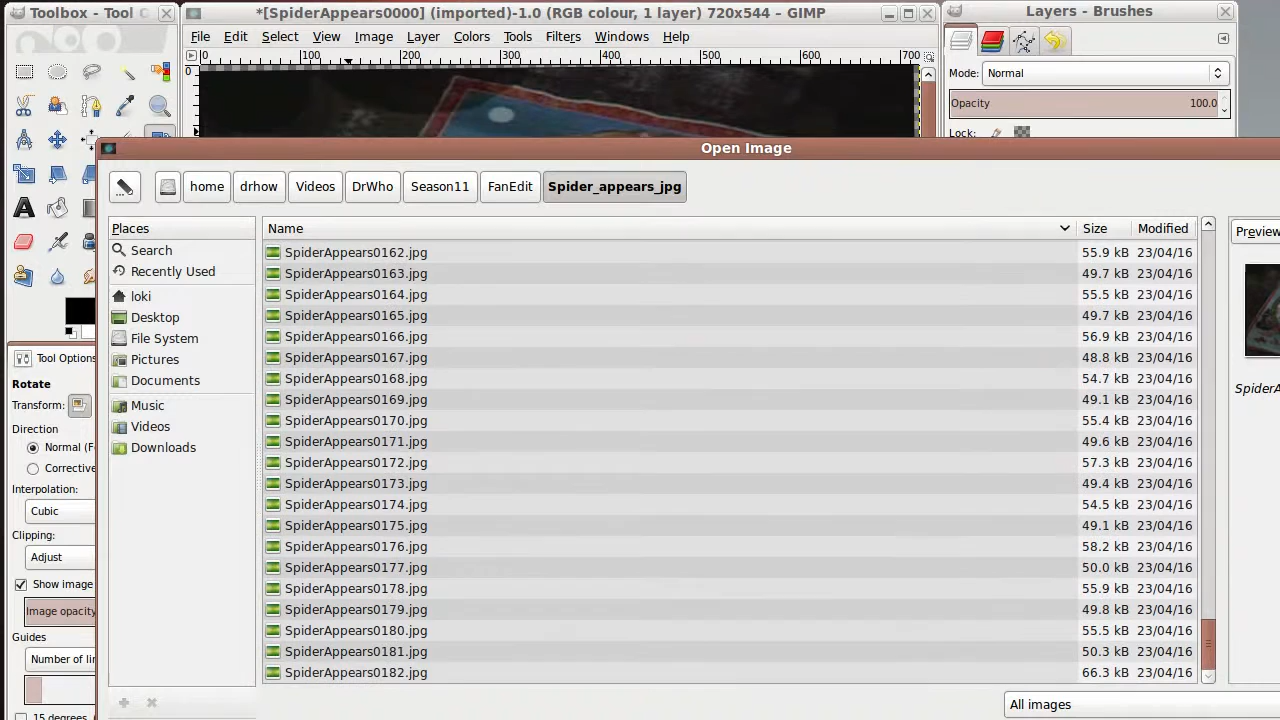 Toolbox - Tool C
*[SpiderAppears0000] (imported)-1.0 (RGB colour, 1 layer) 720x544 – GIMP
Layers - Brushes
File Edit Select View Image Layer Colors Tools Filters Windows Help
0 100 200 300 400 500 600 700
0
Mode: Normal
Opacity 100.0
Lock:
Open Image
home drhow Videos DrWho Season11 FanEdit Spider_appears_jpg
Places
Search
Recently Used
loki
Desktop
File System
Pictures
Documents
Music
Videos
Downloads
Name Size Modified
SpiderAppears0162.jpg 55.9 kB 23/04/16
SpiderAppears0163.jpg 49.7 kB 23/04/16
SpiderAppears0164.jpg 55.5 kB 23/04/16
SpiderAppears0165.jpg 49.7 kB 23/04/16
SpiderAppears0166.jpg 56.9 kB 23/04/16
SpiderAppears0167.jpg 48.8 kB 23/04/16
SpiderAppears0168.jpg 54.7 kB 23/04/16
SpiderAppears0169.jpg 49.1 kB 23/04/16
SpiderAppears0170.jpg 55.4 kB 23/04/16
SpiderAppears0171.jpg 49.6 kB 23/04/16
SpiderAppears0172.jpg 57.3 kB 23/04/16
SpiderAppears0173.jpg 49.4 kB 23/04/16
SpiderAppears0174.jpg 54.5 kB 23/04/16
SpiderAppears0175.jpg 49.1 kB 23/04/16
SpiderAppears0176.jpg 58.2 kB 23/04/16
SpiderAppears0177.jpg 50.0 kB 23/04/16
SpiderAppears0178.jpg 55.9 kB 23/04/16
SpiderAppears0179.jpg 49.8 kB 23/04/16
SpiderAppears0180.jpg 55.5 kB 23/04/16
SpiderAppears0181.jpg 50.3 kB 23/04/16
SpiderAppears0182.jpg 66.3 kB 23/04/16
Preview
SpiderA
All images
Tool Options
Rotate
Transform:
Direction
Normal (F
Corrective
Interpolation:
Cubic
Clipping:
Adjust
Show image
Image opacity
Guides
Number of lin
15 degrees